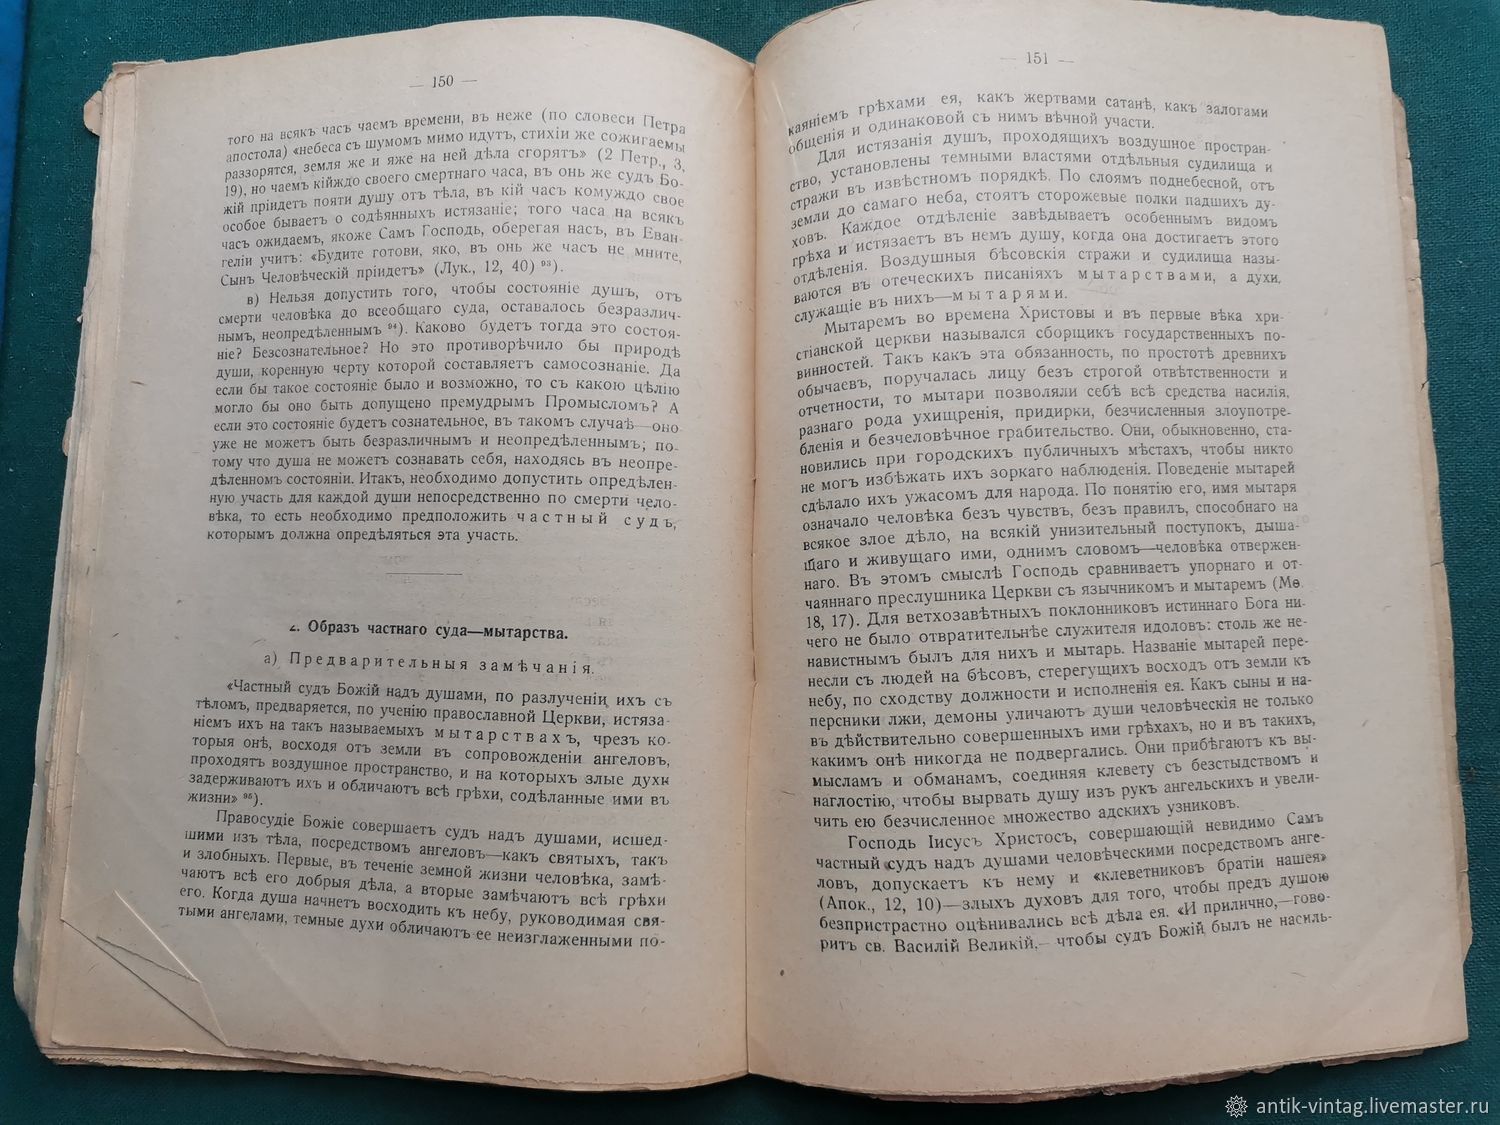 — 150 —
того на всякъ часъ чаемъ времени, въ неже (по словеси Петра
апостола) «небеса съ шумомъ мимо идутъ, стихіи же сожигаемы
раззорятся, земля же и яже на ней дѣла сгорятъ» (2 Петр., 3,
19), но чаемъ кійждо своего смертнаго часа, въ онь же судъ Бо-
жій пріидетъ пояти душу отъ тѣла, въ кій часъ комуждо свое
особое бываетъ о содѣянныхъ истязаніе; того часа на всякъ
часъ ожидаемъ, якоже Самъ Господь, оберегая насъ, въ Еван-
геліи учитъ: «Будите готови, яко, въ онь же часъ не мните,
Сынъ Человѣческій пріидетъ» (Лук., 12, 40) ⁹³).
в) Нельзя допустить того, чтобы состояніе душъ, отъ
смерти человѣка до всеобщаго суда, оставалось безразлич-
нымъ, неопредѣленнымъ ⁹⁴). Каково будетъ тогда это состоя-
ніе? Безсознательное? Но это противорѣчило бы природѣ
души, коренную черту которой составляетъ самосознаніе. Да
если бы такое состояніе было и возможно, то съ какою цѣлію
могло бы оно быть допущено премудрымъ Промысломъ? А
если это состояніе будетъ сознательное, въ такомъ случаѣ—оно
уже не можетъ быть безразличнымъ и неопредѣленнымъ; по-
тому что душа не можетъ сознавать себя, находясь въ неопре-
дѣленномъ состояніи. Итакъ, необходимо допустить опредѣлен-
ную участь для каждой души непосредственно по смерти чело-
вѣка, то есть необходимо предположить частный судъ,
которымъ должна опредѣляться эта участь.
2. Образъ частнаго суда—мытарства.
а) Предварительныя замѣчанія.
«Частный судъ Божій надъ душами, по разлученіи ихъ съ
тѣломъ, предваряется, по ученію православной Церкви, истяза-
ніемъ ихъ на такъ называемыхъ мытарствахъ, чрезъ ко-
торыя онѣ, восходя отъ земли въ сопровожденіи ангеловъ,
проходятъ воздушное пространство, и на которыхъ злые духи
задерживаютъ ихъ и обличаютъ всѣ грѣхи, содѣланные ими въ
жизни» ⁹⁵).
Правосудіе Божіе совершаетъ судъ надъ душами, исшед-
шими изъ тѣла, посредствомъ ангеловъ—какъ святыхъ, такъ
и злобныхъ. Первые, въ теченіе земной жизни человѣка, замѣ-
чаютъ всѣ его добрыя дѣла, а вторые замѣчаютъ всѣ грѣхи
его. Когда душа начнетъ восходить къ небу, руководимая свя-
тыми ангелами, темные духи обличаютъ ее неизглаженными по-
— 151 —
каяніемъ грѣхами ея, какъ жертвами сатанѣ, какъ залогами
общенія и одинаковой съ нимъ вѣчной участи.
Для истязанія душъ, проходящихъ воздушное простран-
ство, установлены темными властями отдѣльныя судилища и
стражи въ извѣстномъ порядкѣ. По слоямъ поднебесной, отъ
земли до самаго неба, стоятъ сторожевые полки падшихъ ду-
ховъ. Каждое отдѣленіе завѣдываетъ особеннымъ видомъ
грѣха и истязаетъ въ немъ душу, когда она достигаетъ этого
отдѣленія. Воздушныя бѣсовскія стражи и судилища назы-
ваются въ отеческихъ писаніяхъ мытарствами, а духи,
служащіе въ нихъ—мытарями.
Мытаремъ во времена Христовы и въ первые вѣка хри-
стіанской церкви назывался сборщикъ государственныхъ по-
винностей. Такъ какъ эта обязанность, по простотѣ древнихъ
обычаевъ, поручалась лицу безъ строгой отвѣтственности и
отчетности, то мытари позволяли себѣ всѣ средства насилія,
разнаго рода ухищренія, придирки, безчисленныя злоупотре-
бленія и безчеловѣчное грабительство. Они, обыкновенно, ста-
новились при городскихъ публичныхъ мѣстахъ, чтобы никто
не могъ избѣжать ихъ зоркаго наблюденія. Поведеніе мытарей
сдѣлало ихъ ужасомъ для народа. По понятію его, имя мытаря
означало человѣка безъ чувствъ, безъ правилъ, способнаго на
всякое злое дѣло, на всякій унизительный поступокъ, дыша-
щаго и живущаго ими, однимъ словомъ—человѣка отвержен-
наго. Въ этомъ смыслѣ Господь сравниваетъ упорнаго и от-
чаяннаго преслушника Церкви съ язычникомъ и мытаремъ (Мѳ.
18, 17). Для ветхозавѣтныхъ поклонниковъ истиннаго Бога ни-
чего не было отвратительнѣе служителя идоловъ: столь же не-
навистнымъ былъ для нихъ и мытарь. Названіе мытарей пере-
несли съ людей на бѣсовъ, стерегущихъ восходъ отъ земли къ
небу, по сходству должности и исполненія ея. Какъ сыны и на-
персники лжи, демоны уличаютъ души человѣческія не только
въ дѣйствительно совершенныхъ ими грѣхахъ, но и въ такихъ,
какимъ онѣ никогда не подвергались. Они прибѣгаютъ къ вы-
мысламъ и обманамъ, соединяя клевету съ безстыдствомъ и
наглостію, чтобы вырвать душу изъ рукъ ангельскихъ и увели-
чить ею безчисленное множество адскихъ узниковъ.
Господь Іисусъ Христосъ, совершающій невидимо Самъ
частный судъ надъ душами человѣческими посредствомъ анге-
ловъ, допускаетъ къ нему и «клеветниковъ братіи нашея»
(Апок., 12, 10)—злыхъ духовъ для того, чтобы предъ душою
безпристрастно оцѣнивались всѣ дѣла ея. «И прилично,—гово-
ритъ св. Василій Великій,—чтобы судъ Божій былъ не насиль-
antik-vintag.livemaster.ru